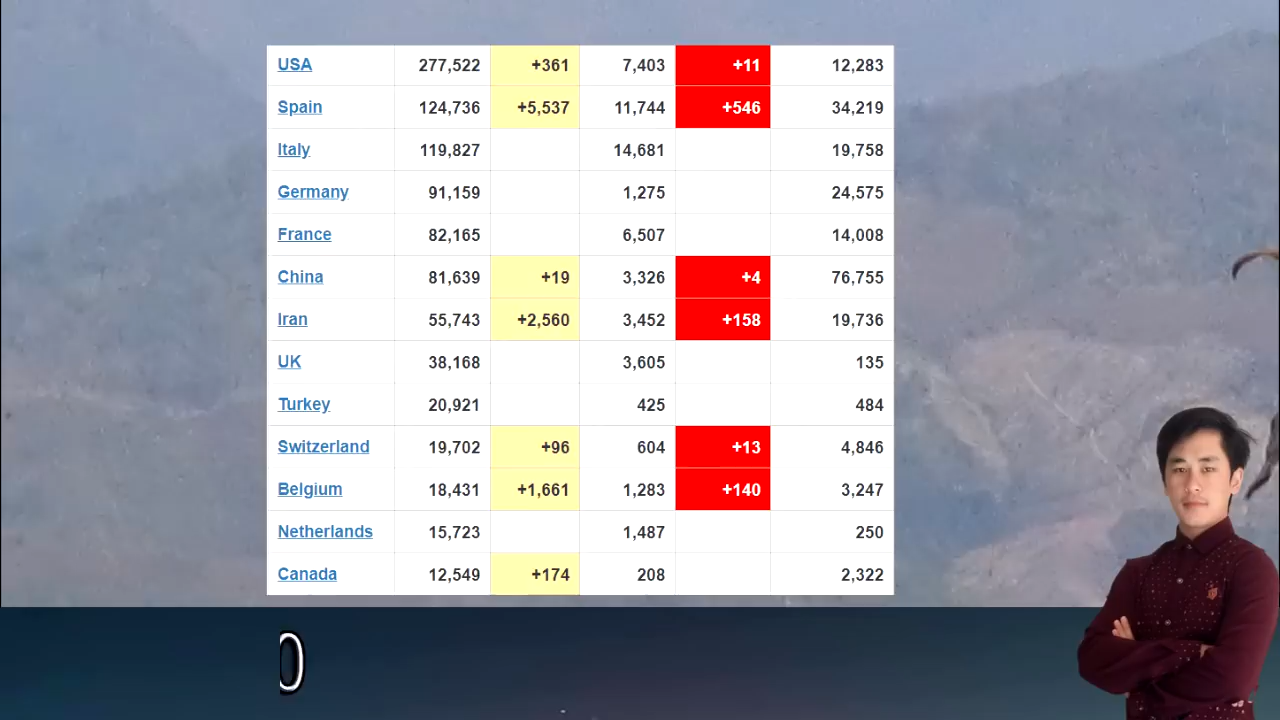 USA 277,522 +361 7,403 +11 12,283
Spain 124,736 +5,537 11,744 +546 34,219
Italy 119,827 14,681 19,758
Germany 91,159 1,275 24,575
France 82,165 6,507 14,008
China 81,639 +19 3,326 +4 76,755
Iran 55,743 +2,560 3,452 +158 19,736
UK 38,168 3,605 135
Turkey 20,921 425 484
Switzerland 19,702 +96 604 +13 4,846
Belgium 18,431 +1,661 1,283 +140 3,247
Netherlands 15,723 1,487 250
Canada 12,549 +174 208 2,322